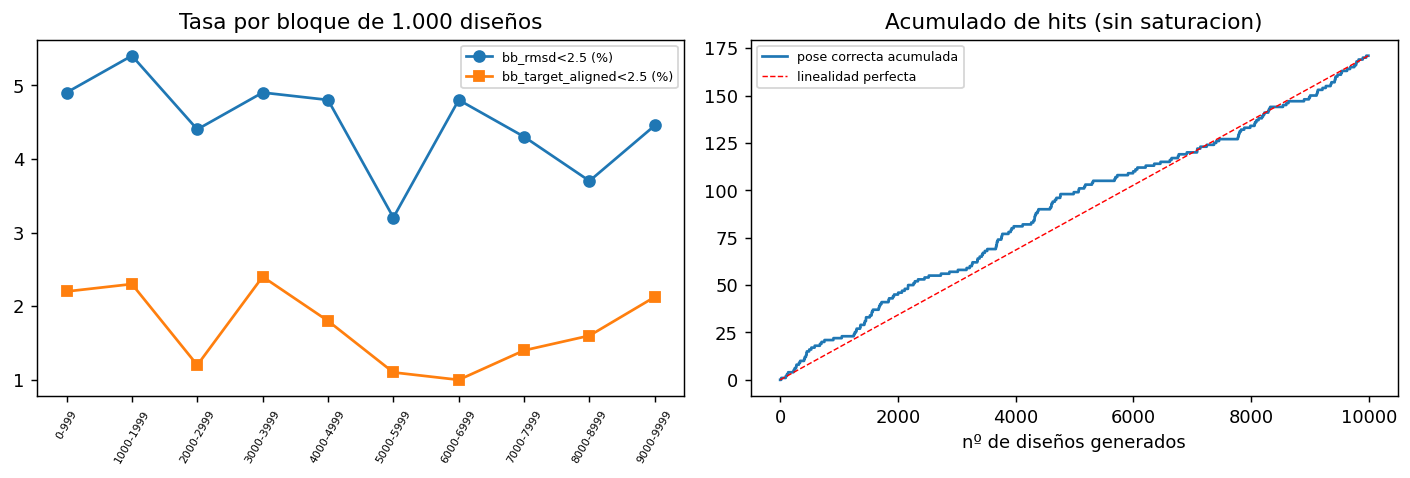 Tasa por bloque de 1.000 diseños
bb_rmsd<2.5 (%)
bb_target_aligned<2.5 (%)
5
4
3
2
1
0-999
1000-1999
2000-2999
3000-3999
4000-4999
5000-5999
6000-6999
7000-7999
8000-8999
9000-9999
Acumulado de hits (sin saturacion)
pose correcta acumulada
linealidad perfecta
175
150
125
100
75
50
25
0
0 2000 4000 6000 8000 10000
nº de diseños generados